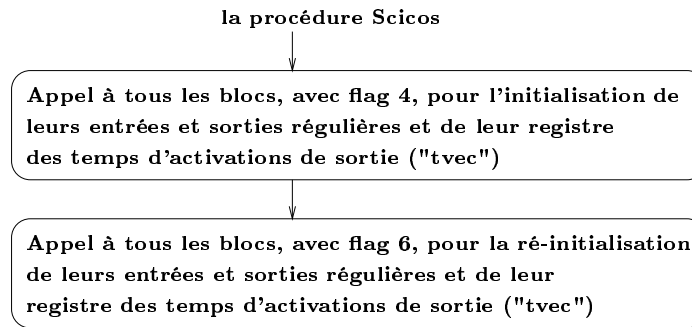 la procédure Scicos
Appel à tous les blocs, avec flag 4, pour l'initialisation de
leurs entrées et sorties régulières et de leur registre
des temps d'activations de sortie ("tvec")
Appel à tous les blocs, avec flag 6, pour la ré-initialisation
de leurs entrées et sorties régulières et de leur
registre des temps d'activations de sortie ("tvec")